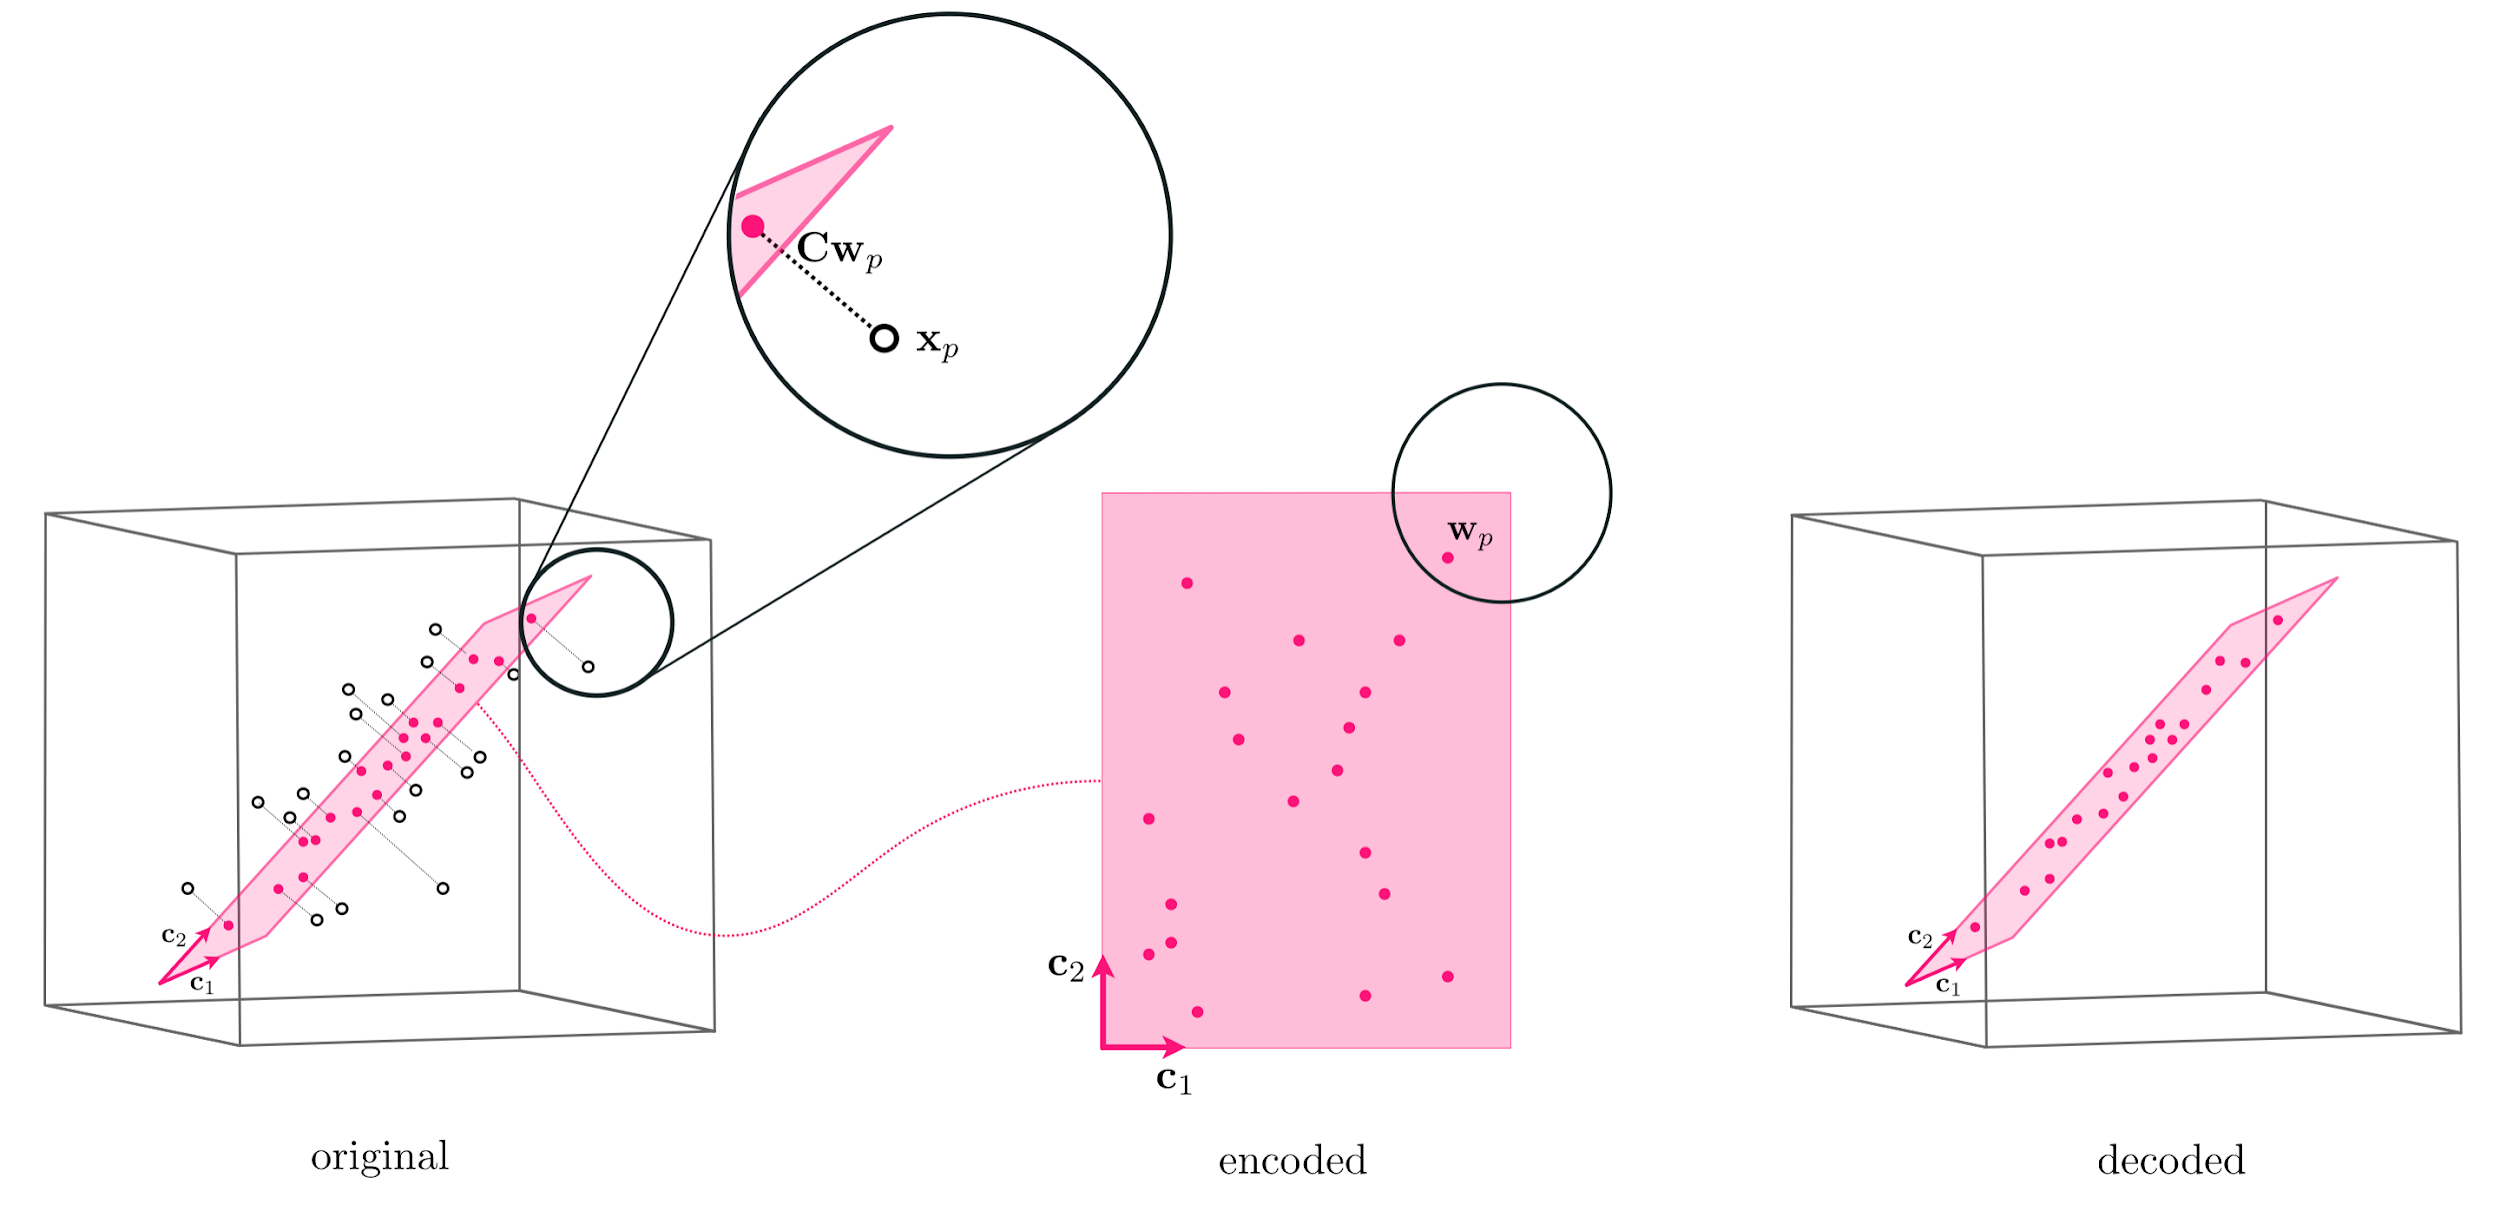 Cw_p
x_p
w_p
c_2
c_1
c_2
c_1
c_2
c_1
original
encoded
decoded